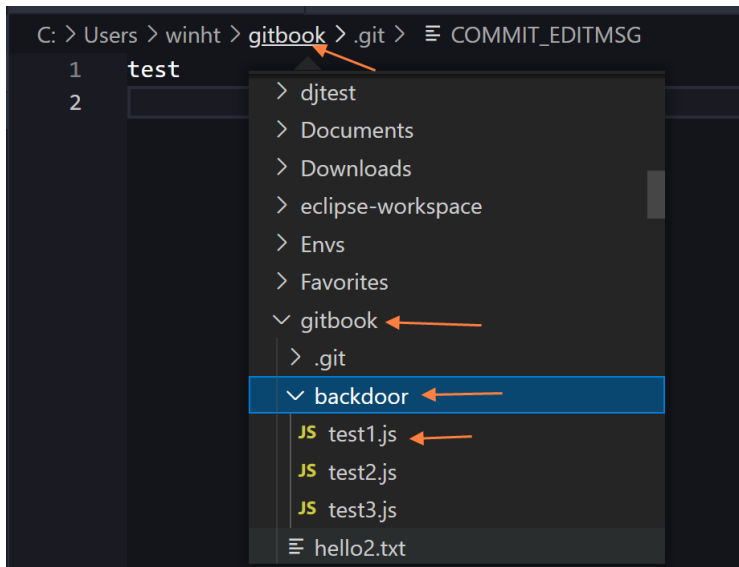 C: > Users > winht > gitbook > .git > COMMIT_EDITMSG
1 test
2
> djtest
> Documents
> Downloads
> eclipse-workspace
> Envs
> Favorites
gitbook
> .git
backdoor
JS test1.js
JS test2.js
JS test3.js
hello2.txt